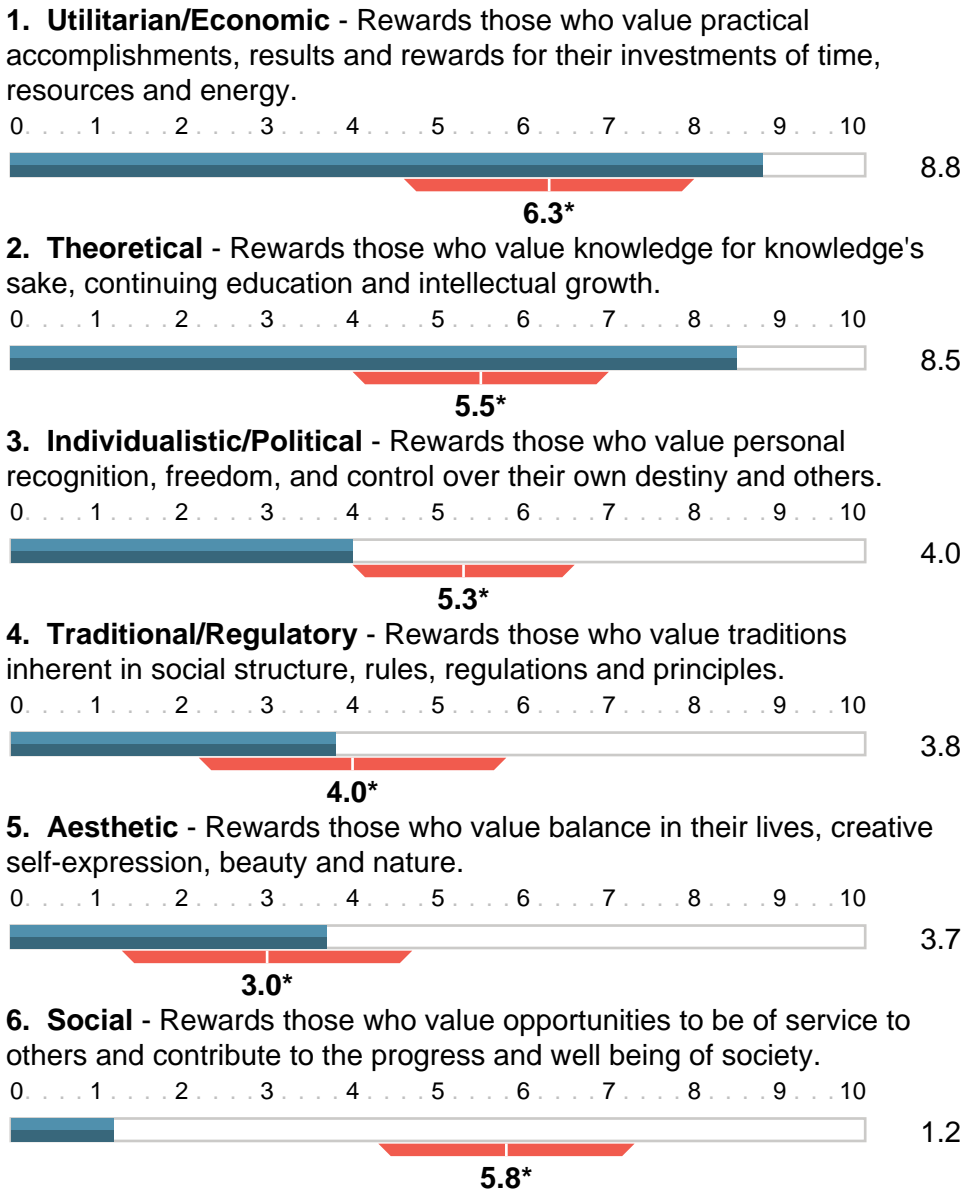 1. Utilitarian/Economic - Rewards those who value practical
accomplishments, results and rewards for their investments of time,
resources and energy.
0. . . . 1 . . . . 2 . . . . 3 . . . . 4 . . . . 5 . . . . 6 . . . . 7 . . . . 8 . . . . 9 . . . 10
8.8
6.3*
2. Theoretical - Rewards those who value knowledge for knowledge's
sake, continuing education and intellectual growth.
0. . . . 1 . . . . 2 . . . . 3 . . . . 4 . . . . 5 . . . . 6 . . . . 7 . . . . 8 . . . . 9 . . . 10
8.5
5.5*
3. Individualistic/Political - Rewards those who value personal
recognition, freedom, and control over their own destiny and others.
0. . . . 1 . . . . 2 . . . . 3 . . . . 4 . . . . 5 . . . . 6 . . . . 7 . . . . 8 . . . . 9 . . . 10
4.0
5.3*
4. Traditional/Regulatory - Rewards those who value traditions
inherent in social structure, rules, regulations and principles.
0. . . . 1 . . . . 2 . . . . 3 . . . . 4 . . . . 5 . . . . 6 . . . . 7 . . . . 8 . . . . 9 . . . 10
3.8
4.0*
5. Aesthetic - Rewards those who value balance in their lives, creative
self-expression, beauty and nature.
0. . . . 1 . . . . 2 . . . . 3 . . . . 4 . . . . 5 . . . . 6 . . . . 7 . . . . 8 . . . . 9 . . . 10
3.7
3.0*
6. Social - Rewards those who value opportunities to be of service to
others and contribute to the progress and well being of society.
0. . . . 1 . . . . 2 . . . . 3 . . . . 4 . . . . 5 . . . . 6 . . . . 7 . . . . 8 . . . . 9 . . . 10
1.2
5.8*